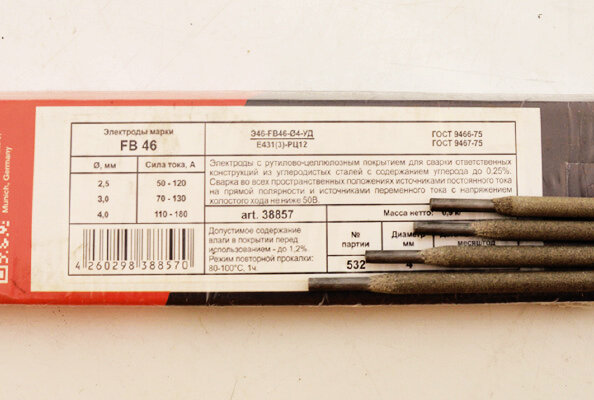 Электроды марки
FB 46
Э46-FB46-Ø4-УД
Е431(3)-РЦ12
ГОСТ 9466-75
ГОСТ 9467-75
Ø, мм
Сила тока, А
2,5
50 - 120
3,0
70 - 130
4,0
110 - 180
Электроды с рутилово-целлюлозным покрытием для сварки ответственных
конструкций из углеродистых сталей с содержанием углерода до 0,25%.
Сварка во всех пространственных положениях источниками постоянного тока
на прямой полярности и источниками переменного тока с напряжением
холостого хода не ниже 50В.
art. 38857
Масса нетто:
4 260298 388570
Допустимое содержание
влаги в покрытии перед
использованием - до 1,2%.
Режим повторной прокалки:
80-100°С, 1ч.
№
партии
Диаметр
мм
532
4
Munich, Germany